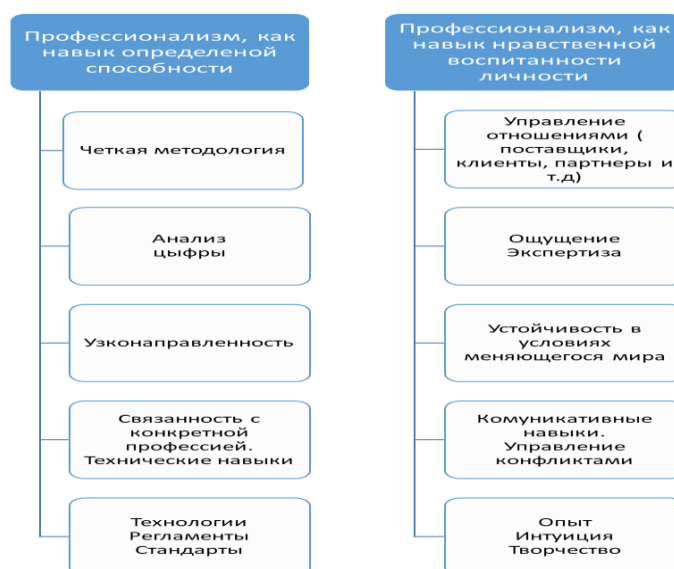 Профессионализм, как
навык определеной
способности
Четкая методология
Анализ
цыфры
Узконаправленность
Связанность с
конкретной
профессией.
Технические навыки
Технологии
Регламенты
Стандарты
Профессионализм, как
навык нравственной
воспитанности
личности
Управление
отношениями (
поставщики,
клиенты, партнеры и
т.д)
Ощущение
Экспертиза
Устойчивость в
условиях
меняющегося мира
Комуникативные
навыки.
Управление
конфликтами
Опыт
Интуиция
Творчество